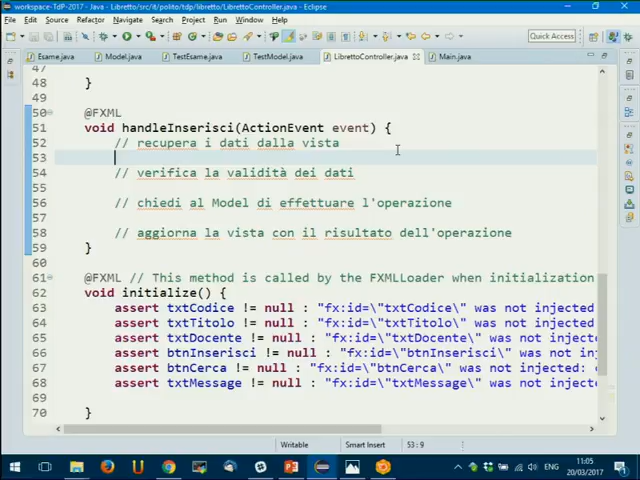 workspace-TdP-2017 - Java - Libretto/src/it/polito/tdp/libretto/LibrettoController.java - Eclipse
File Edit Source Refactor Navigate Search Project Run Window Help
Quick Access
Esame.java Model.java TestEsame.java TestModel.java LibrettoController.java Main.java
47
48 }
49
50 @FXML
51 void handleInserisci(ActionEvent event) {
52 // recupera i dati dalla vista
53
54 // verifica la validità dei dati
55
56 // chiedi al Model di effettuare l'operazione
57
58 // aggiorna la vista con il risultato dell'operazione
59 }
60
61 @FXML // This method is called by the FXMLLoader when initialization
62 void initialize() {
63 assert txtCodice != null : "fx:id=\"txtCodice\" was not injected
64 assert txtTitolo != null : "fx:id=\"txtTitolo\" was not injected
65 assert txtDocente != null : "fx:id=\"txtDocente\" was not injecte
66 assert btnInserisci != null : "fx:id=\"btnInserisci\" was not inj
67 assert btnCerca != null : "fx:id=\"btnCerca\" was not injected:
68 assert txtMessage != null : "fx:id=\"txtMessage\" was not injecte
70 }
Writable Smart Insert 53 : 9
ENG 11:05
20/03/2017